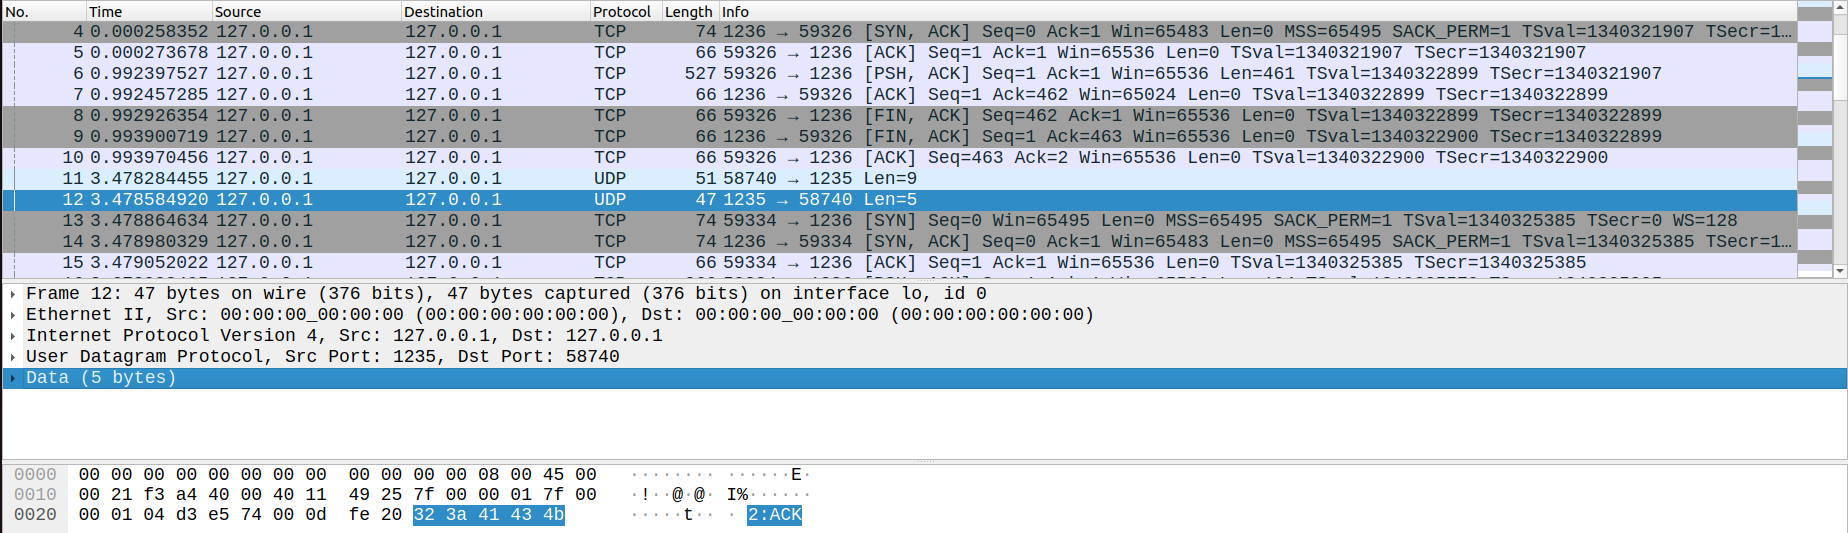 No. Time Source Destination Protocol Length Info
4 0.000258352 127.0.0.1 127.0.0.1 TCP 74 1236 → 59326 [SYN, ACK] Seq=0 Ack=1 Win=65483 Len=0 MSS=65495 SACK_PERM=1 TSval=1340321907 TSecr=1…
5 0.000273678 127.0.0.1 127.0.0.1 TCP 66 59326 → 1236 [ACK] Seq=1 Ack=1 Win=65536 Len=0 TSval=1340321907 TSecr=1340321907
6 0.992397527 127.0.0.1 127.0.0.1 TCP 527 59326 → 1236 [PSH, ACK] Seq=1 Ack=1 Win=65536 Len=461 TSval=1340322899 TSecr=1340321907
7 0.992457285 127.0.0.1 127.0.0.1 TCP 66 1236 → 59326 [ACK] Seq=1 Ack=462 Win=65024 Len=0 TSval=1340322899 TSecr=1340322899
8 0.992926354 127.0.0.1 127.0.0.1 TCP 66 59326 → 1236 [FIN, ACK] Seq=462 Ack=1 Win=65536 Len=0 TSval=1340322899 TSecr=1340322899
9 0.993900719 127.0.0.1 127.0.0.1 TCP 66 1236 → 59326 [FIN, ACK] Seq=1 Ack=463 Win=65536 Len=0 TSval=1340322900 TSecr=1340322899
10 0.993970456 127.0.0.1 127.0.0.1 TCP 66 59326 → 1236 [ACK] Seq=463 Ack=2 Win=65536 Len=0 TSval=1340322900 TSecr=1340322900
11 3.478284455 127.0.0.1 127.0.0.1 UDP 51 58740 → 1235 Len=9
12 3.478584920 127.0.0.1 127.0.0.1 UDP 47 1235 → 58740 Len=5
13 3.478864634 127.0.0.1 127.0.0.1 TCP 74 59334 → 1236 [SYN] Seq=0 Win=65495 Len=0 MSS=65495 SACK_PERM=1 TSval=1340325385 TSecr=0 WS=128
14 3.478980329 127.0.0.1 127.0.0.1 TCP 74 1236 → 59334 [SYN, ACK] Seq=0 Ack=1 Win=65483 Len=0 MSS=65495 SACK_PERM=1 TSval=1340325385 TSecr=1…
15 3.479052022 127.0.0.1 127.0.0.1 TCP 66 59334 → 1236 [ACK] Seq=1 Ack=1 Win=65536 Len=0 TSval=1340325385 TSecr=1340325385
Frame 12: 47 bytes on wire (376 bits), 47 bytes captured (376 bits) on interface lo, id 0
Ethernet II, Src: 00:00:00_00:00:00 (00:00:00:00:00:00), Dst: 00:00:00_00:00:00 (00:00:00:00:00:00)
Internet Protocol Version 4, Src: 127.0.0.1, Dst: 127.0.0.1
User Datagram Protocol, Src Port: 1235, Dst Port: 58740
Data (5 bytes)
0000 00 00 00 00 00 00 00 00 00 00 00 00 08 00 45 00 ········ ······E·
0010 00 21 f3 a4 40 00 40 11 49 25 7f 00 00 01 7f 00 ·!··@·@· I%······
0020 00 01 04 d3 e5 74 00 0d fe 20 32 3a 41 43 4b ·····t·· · 2:ACK